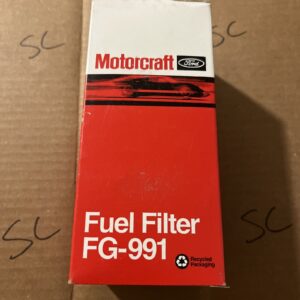 SC
SC
Motorcraft Ford
SC
SC
Fuel Filter
FG-991
Recycled
Packaging